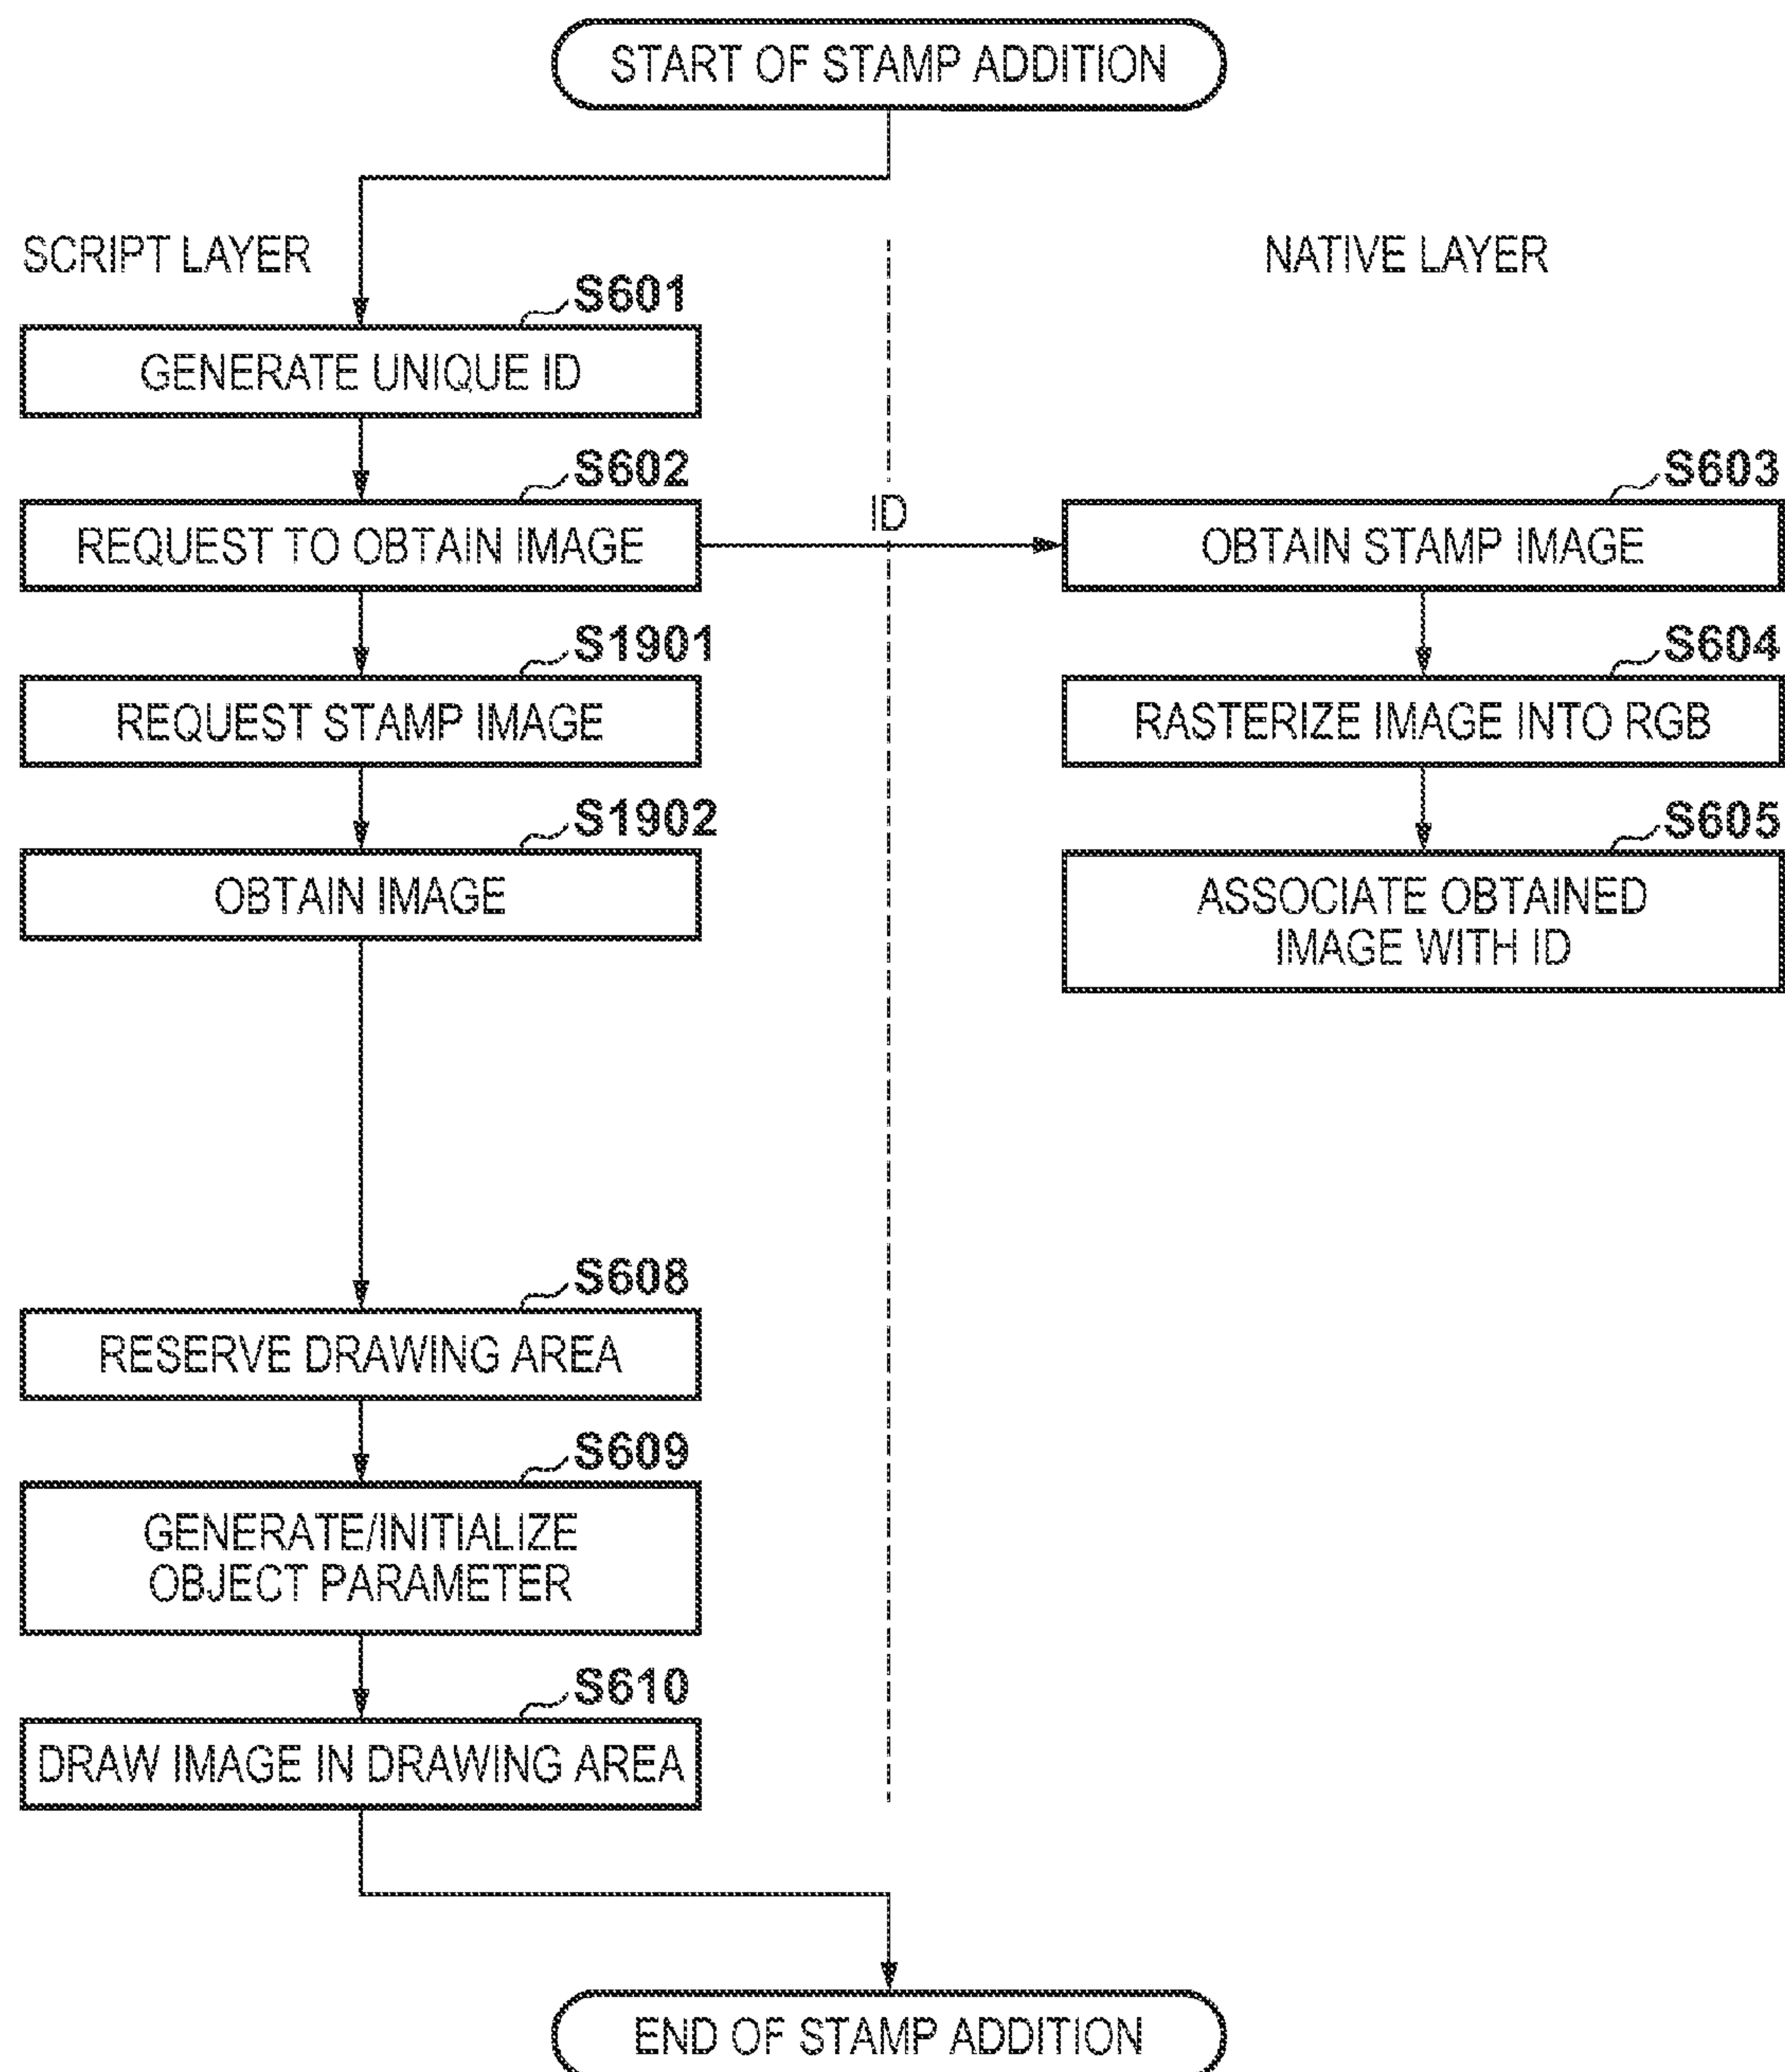 START OF STAMP ADDITION
SCRIPT LAYER
NATIVE LAYER
S601
GENERATE UNIQUE ID
S602
REQUEST TO OBTAIN IMAGE
ID
S603
OBTAIN STAMP IMAGE
S1901
REQUEST STAMP IMAGE
S604
RASTERIZE IMAGE INTO RGB
S1902
OBTAIN IMAGE
S605
ASSOCIATE OBTAINED
IMAGE WITH ID
S608
RESERVE DRAWING AREA
S609
GENERATE/INITIALIZE
OBJECT PARAMETER
S610
DRAW IMAGE IN DRAWING AREA
END OF STAMP ADDITION